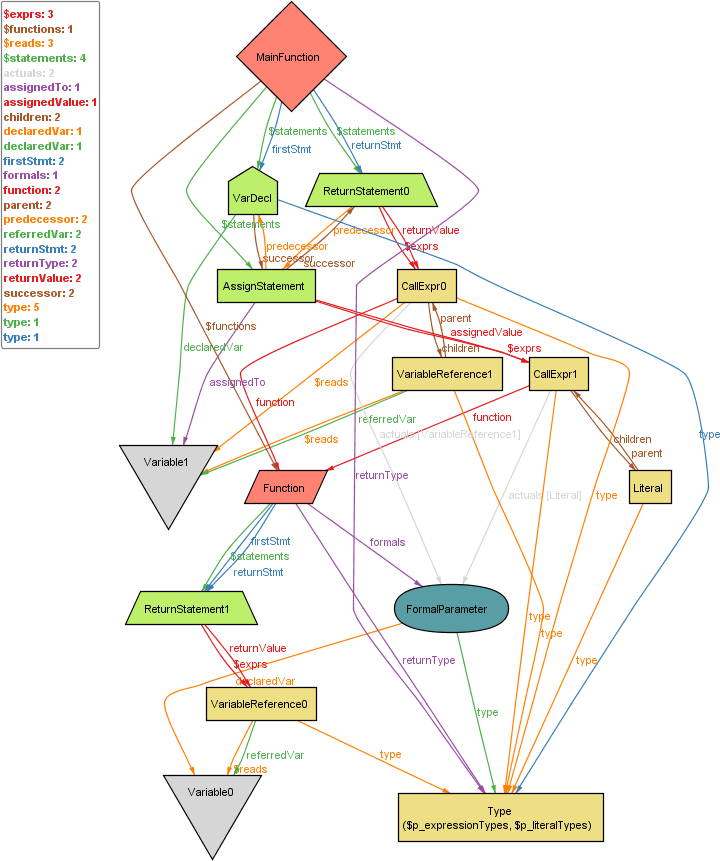 $exprs: 3
$functions: 1
$reads: 3
$statements: 4
actuals: 2
assignedTo: 1
assignedValue: 1
children: 2
declaredVar: 1
declaredVar: 1
firstStmt: 2
formals: 1
function: 2
parent: 2
predecessor: 2
referredVar: 2
returnStmt: 2
returnType: 2
returnValue: 2
successor: 2
type: 5
type: 1
type: 1
MainFunction
$statements
$statements
firstStmt
returnStmt
VarDecl
ReturnStatement0
$statements
predecessor
returnValue
predecessor
$exprs
successor
successor
AssignStatement
CallExpr0
parent
$functions
assignedValue
declaredVar
children
$exprs
VariableReference1
CallExpr1
assignedTo
$reads
function
referredVar
function
type
actuals [VariableReference1]
$reads
children
parent
Variable1
returnType
Function
actuals [Literal]
type
Literal
firstStmt
formals
$statements
returnStmt
ReturnStatement1
FormalParameter
type
type
returnValue
returnType
type
$exprs
declaredVar
VariableReference0
type
referredVar
type
$reads
Variable0
Type
($p_expressionTypes, $p_literalTypes)